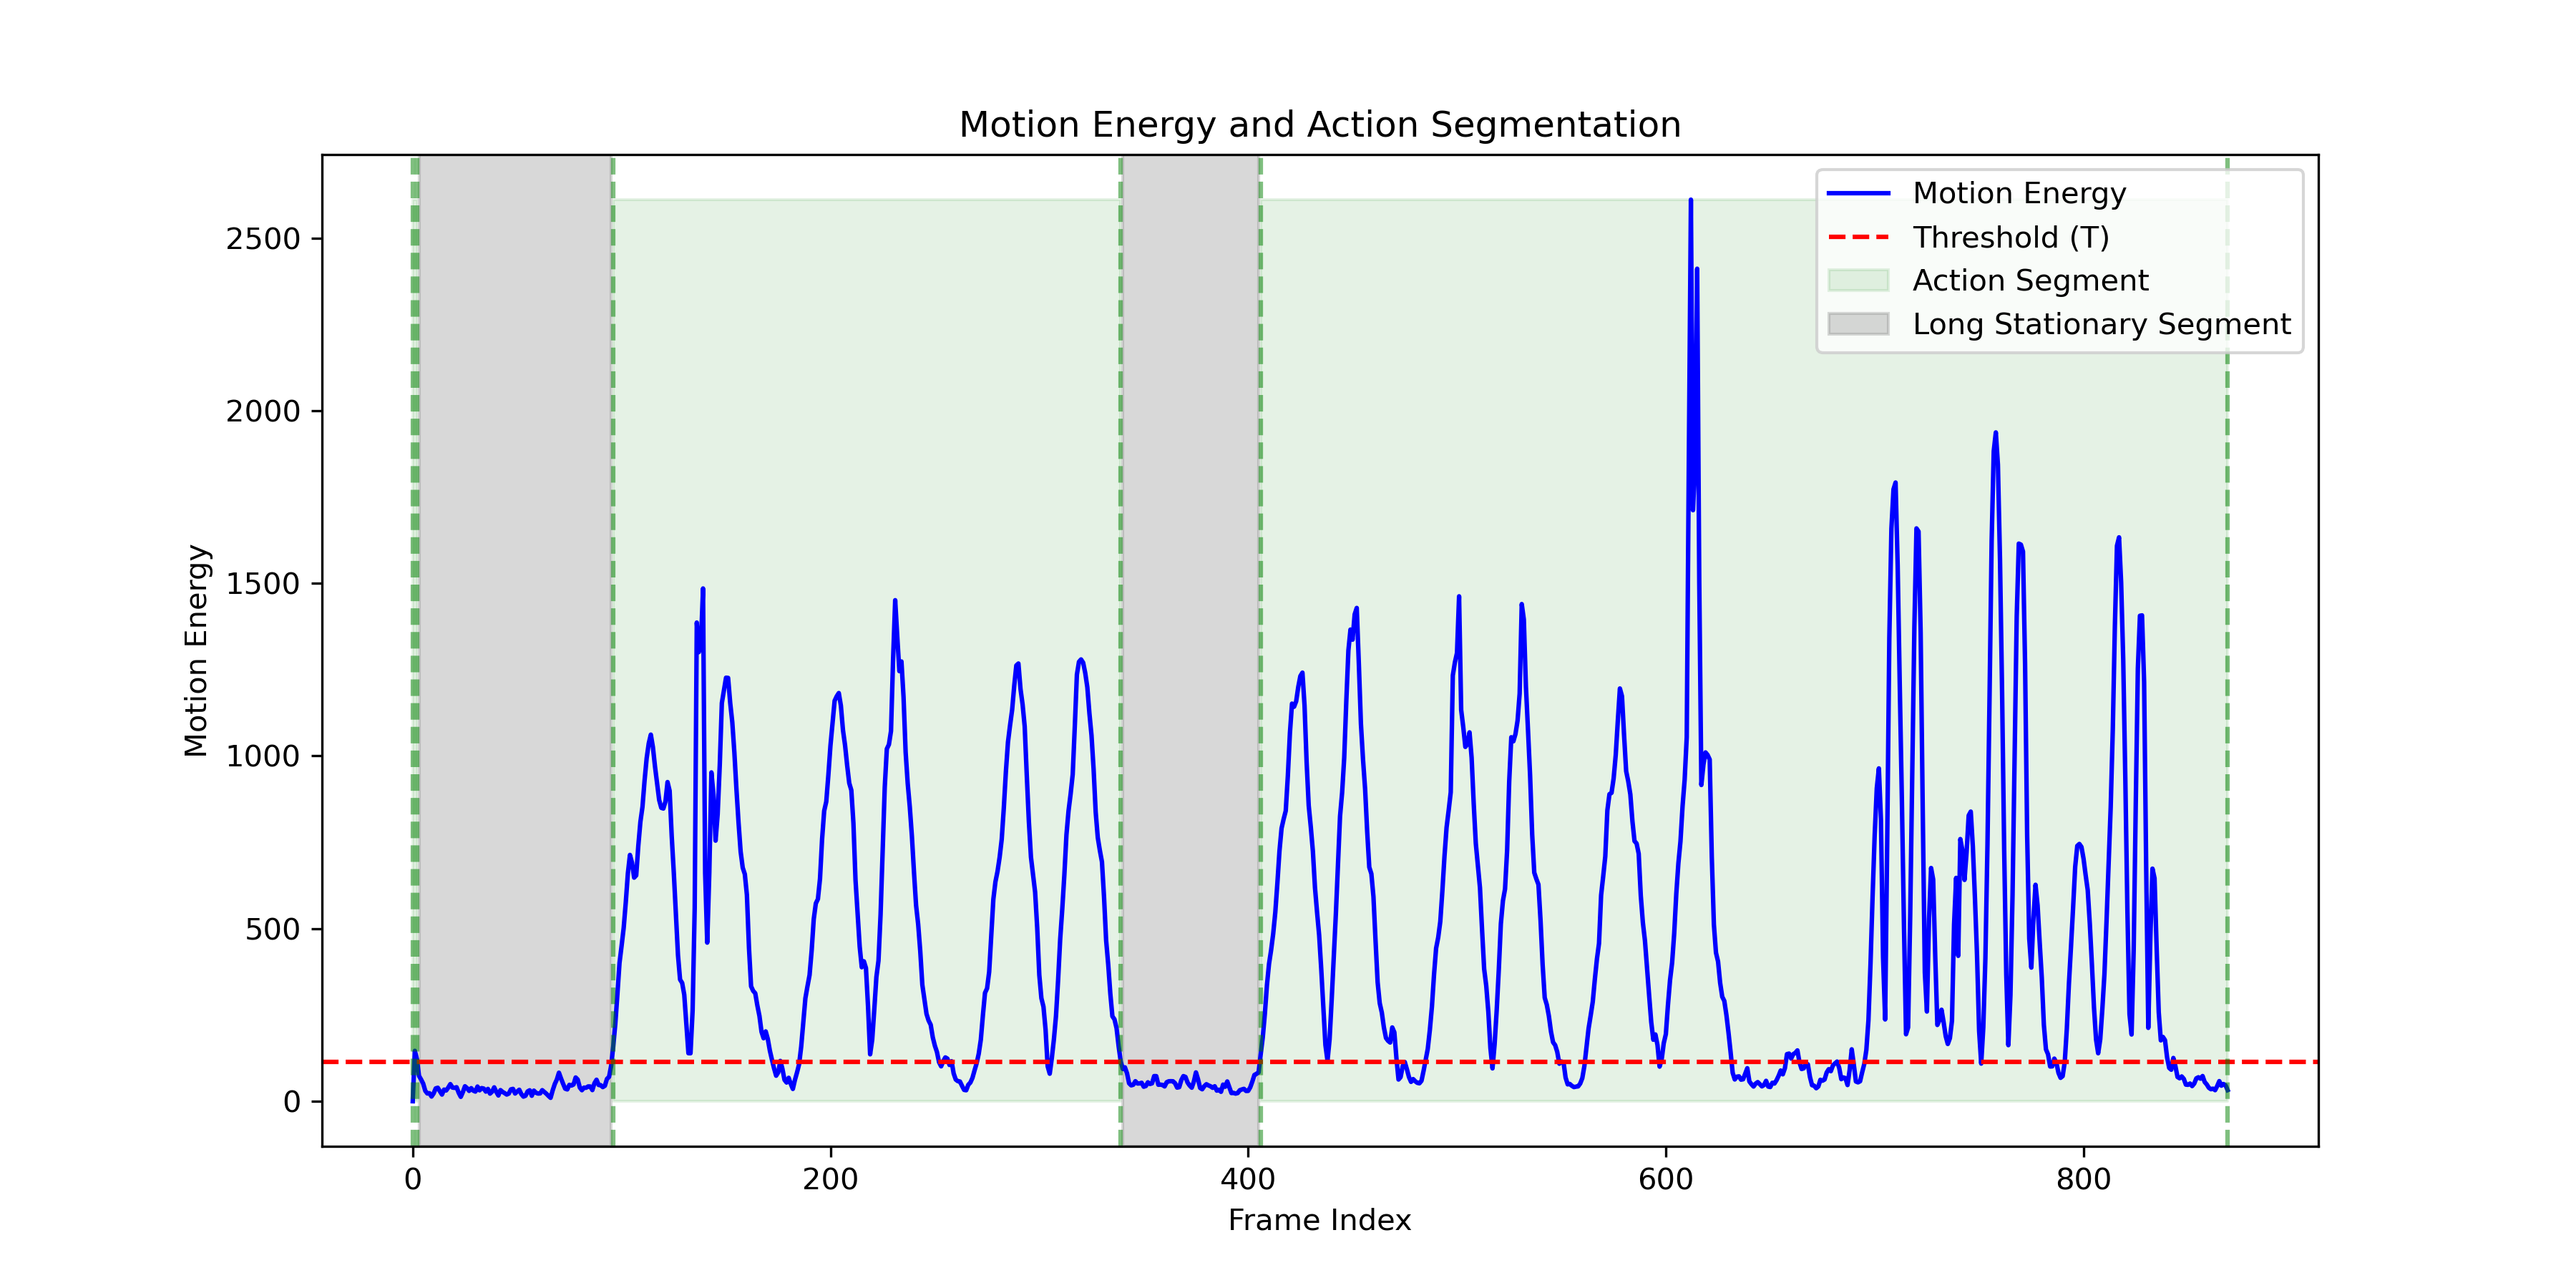 Motion Energy and Action Segmentation
Motion Energy
Threshold (T)
Action Segment
Long Stationary Segment
Motion Energy
2500
2000
1500
1000
500
0
0 200 400 600 800
Frame Index